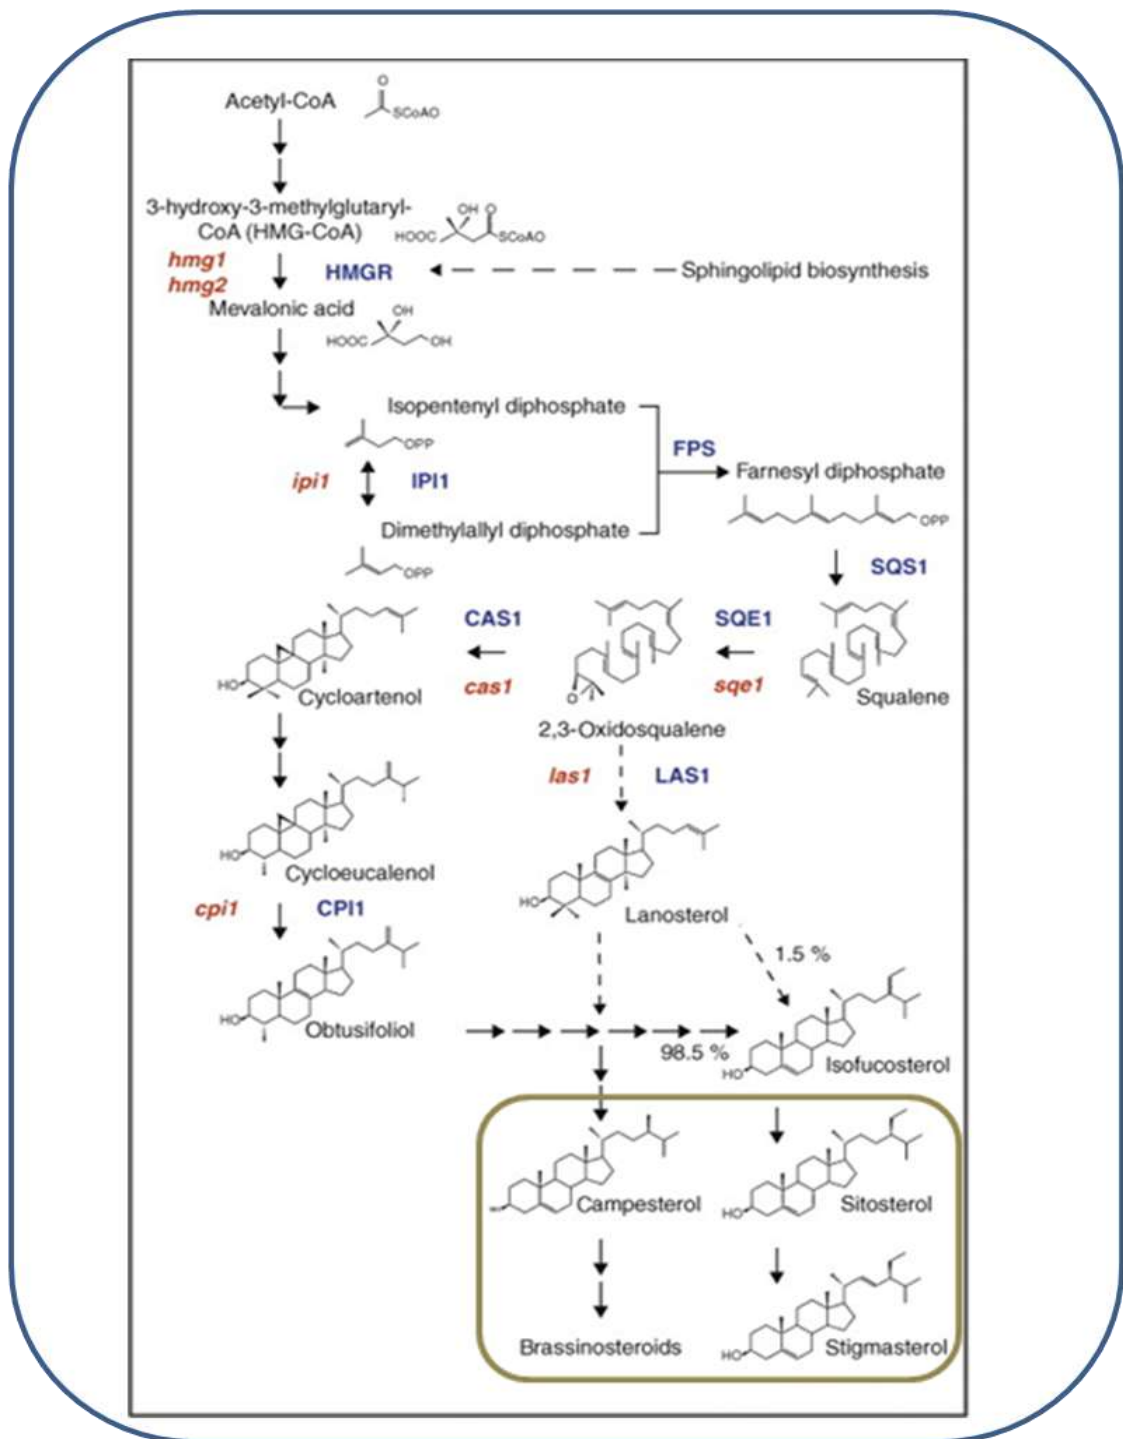 Acetyl-CoA
O
SCoAO
3-hydroxy-3-methylglutaryl-
CoA (HMG-CoA)
OH O
HOOC
SCoAO
hmg1
hmg2
HMGR
Sphingolipid biosynthesis
Mevalonic acid
OH
HOOC
OH
Isopentenyl diphosphate
OPP
FPS
Farnesyl diphosphate
OPP
ipi1
IPI1
Dimethylallyl diphosphate
OPP
SQS1
CAS1
SQE1
cas1
sqe1
HO
Cycloartenol
O
Squalene
2,3-Oxidosqualene
las1
LAS1
HO
Cycloeucalenol
HO
Lanosterol
cpi1
CPI1
1.5 %
HO
Obtusifoliol
98.5 %
HO
Isofucosterol
HO
Campesterol
HO
Sitosterol
Brassinosteroids
HO
Stigmasterol